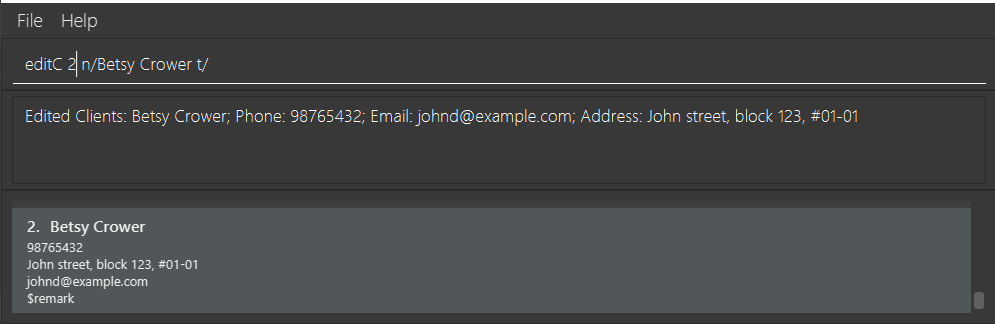 File Help
editC 2 n/Betsy Crower t/
Edited Clients: Betsy Crower; Phone: 98765432; Email: johnd@example.com; Address: John street, block 123, #01-01
2. Betsy Crower
98765432
John street, block 123, #01-01
johnd@example.com
$remark